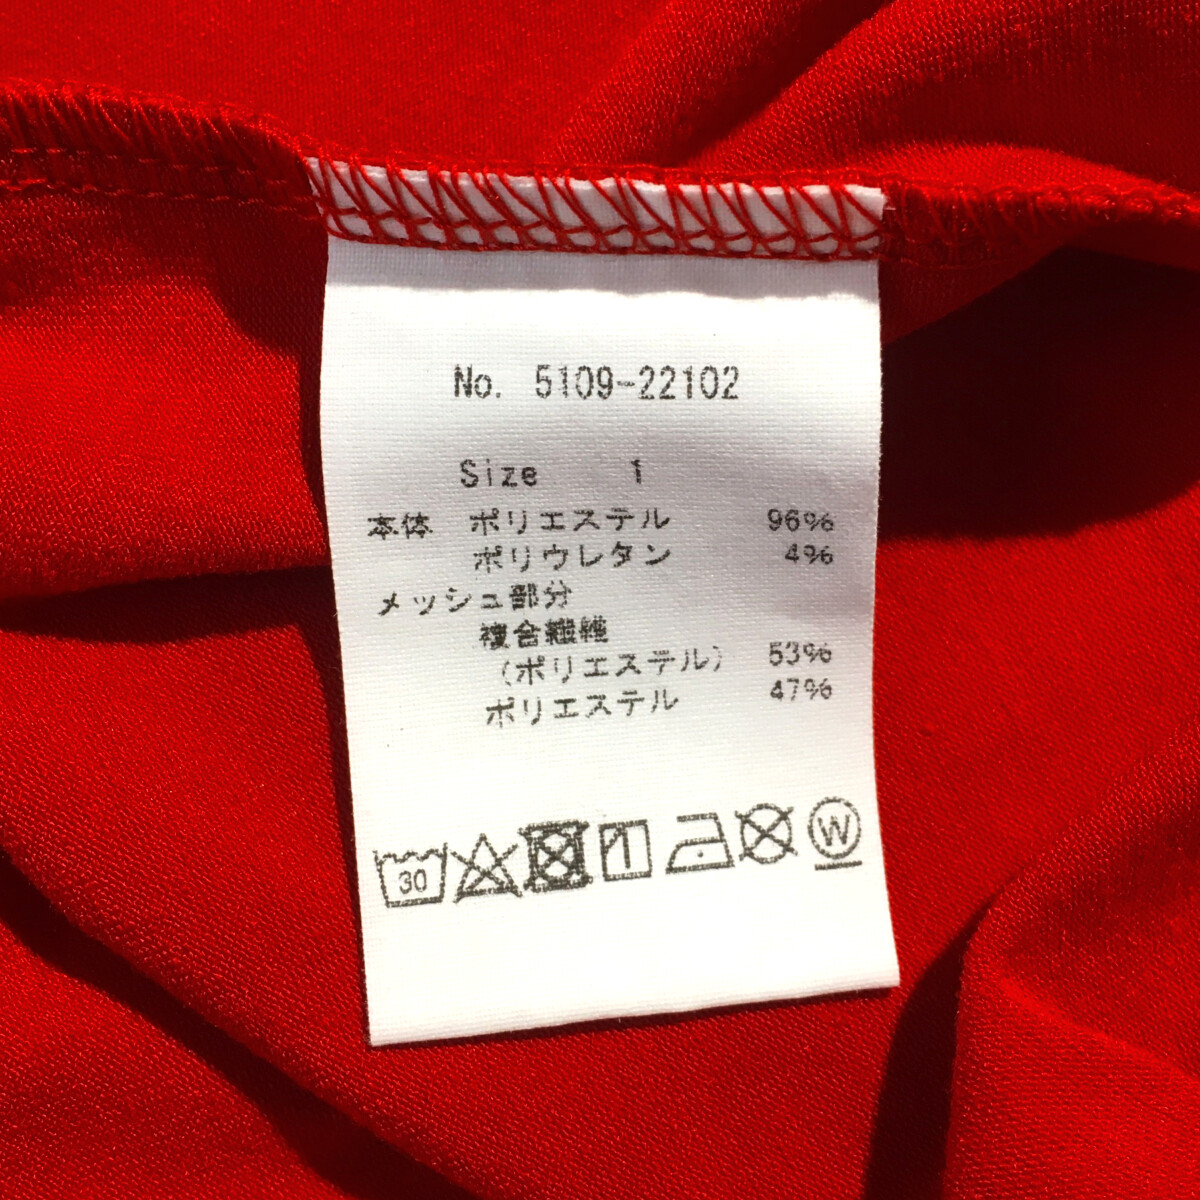 No. 5109-22102
Size 1
本体 ポリエステル 96%
ポリウレタン 4%
メッシュ部分
複合繊維
(ポリエステル) 53%
ポリエステル 47%
30
W